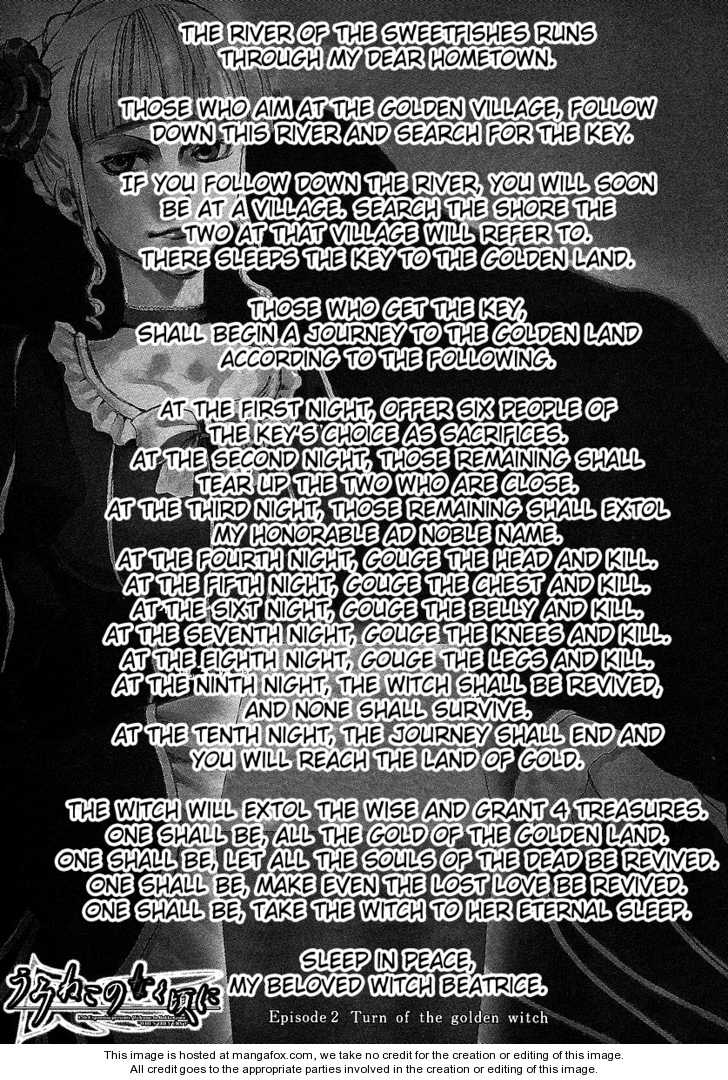 THE RIVER OF THE SWEETFISHES RUNS
THROUGH MY DEAR HOMETOWN.
THOSE WHO AIM AT THE GOLDEN VILLAGE, FOLLOW
DOWN THIS RIVER AND SEARCH FOR THE KEY.
IF YOU FOLLOW DOWN THE RIVER, YOU WILL SOON
BE AT A VILLAGE. SEARCH THE SHORE THE
TWO AT THAT VILLAGE WILL REFER TO.
THERE SLEEPS THE KEY TO THE GOLDEN LAND.
THOSE WHO GET THE KEY,
SHALL BEGIN A JOURNEY TO THE GOLDEN LAND
ACCORDING TO THE FOLLOWING.
AT THE FIRST NIGHT, OFFER SIX PEOPLE OF
THE KEY'S CHOICE AS SACRIFICES.
AT THE SECOND NIGHT, THOSE REMAINING SHALL
TEAR UP THE TWO WHO ARE CLOSE.
AT THE THIRD NIGHT, THOSE REMAINING SHALL EXTOL
MY HONORABLE AD NOBLE NAME.
AT THE FOURTH NIGHT, GOUGE THE HEAD AND KILL.
AT THE FIFTH NIGHT, GOUGE THE CHEST AND KILL.
AT THE SIXT NIGHT, GOUGE THE BELLY AND KILL.
AT THE SEVENTH NIGHT, GOUGE THE KNEES AND KILL.
AT THE EIGHTH NIGHT, GOUGE THE LEGS AND KILL.
AT THE NINTH NIGHT, THE WITCH SHALL BE REVIVED,
AND NONE SHALL SURVIVE.
AT THE TENTH NIGHT, THE JOURNEY SHALL END AND
YOU WILL REACH THE LAND OF GOLD.
THE WITCH WILL EXTOL THE WISE AND GRANT 4 TREASURES.
ONE SHALL BE, ALL THE GOLD OF THE GOLDEN LAND.
ONE SHALL BE, LET ALL THE SOULS OF THE DEAD BE REVIVED.
ONE SHALL BE, MAKE EVEN THE LOST LOVE BE REVIVED.
ONE SHALL BE, TAKE THE WITCH TO HER ETERNAL SLEEP.
SLEEP IN PEACE,
MY BELOVED WITCH BEATRICE.
うみねこのなく頃に
Episode 2 Turn of the golden witch
This image is hosted at mangafox.com, we take no credit for the creation or editing of this image.
All credit goes to the appropriate parties involved in the creation or editing of this image.